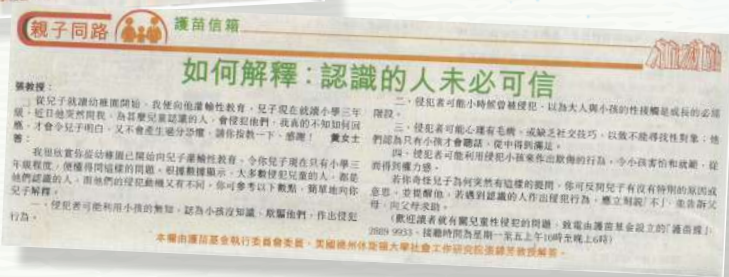 親子同路
護苗信箱
如何解釋：認識的人未必可信
張教授：
從兒子就讀幼稚園開始，我便向他灌輸性教育，兒子現在就讀小學三年
級，近日他突然問我，為甚麼兒童認識的人，會侵犯他們，我真的不知如何回
應，才會令兒子明白，又不會產生過分恐懼，請你指教一下，感謝！ 黃女士
答：
我很欣賞你從幼稚園已開始向兒子灌輸性教育，令你兒子現在只有小學三
年級程度，便懂得問這樣的問題。根據數據顯示，大多數侵犯兒童的人，都是
他們認識的人，而他們的侵犯動機又有不同，你可參考以下數點，簡單地向你
兒子解釋。
一、侵犯者可能利用小孩的無知，認為小孩沒知識，欺騙他們，作出侵犯
行為。
二、侵犯者可能小時候曾被侵犯，以為大人與小孩的性接觸是成長的必經
階段。
三、侵犯者可能心理有毛病，或缺乏社交技巧，以致不能尋找性對象；他
們認為只有小孩才會聽話，從中得到滿足。
四、侵犯者可能利用侵犯小孩來作出欺侮的行為，令小孩害怕和就範，從
而得到權力感。
若你奇怪兒子為何突然有這樣的提問，你可反問兒子有沒有特別的原因或
意思，並提醒他，若遇到認識的人作出侵犯行為，應立刻說「不」，並告訴父
母，向父母求助。
（歡迎讀者就有關兒童性侵犯的問題，致電由護苗基金設立的「護苗線」：
2889 9933，接聽時間為星期一至五上午10時至晚上6時）
本欄由護苗基金執行委員會委員、美國德州休斯頓大學社會工作研究院張錦芳教授解答。